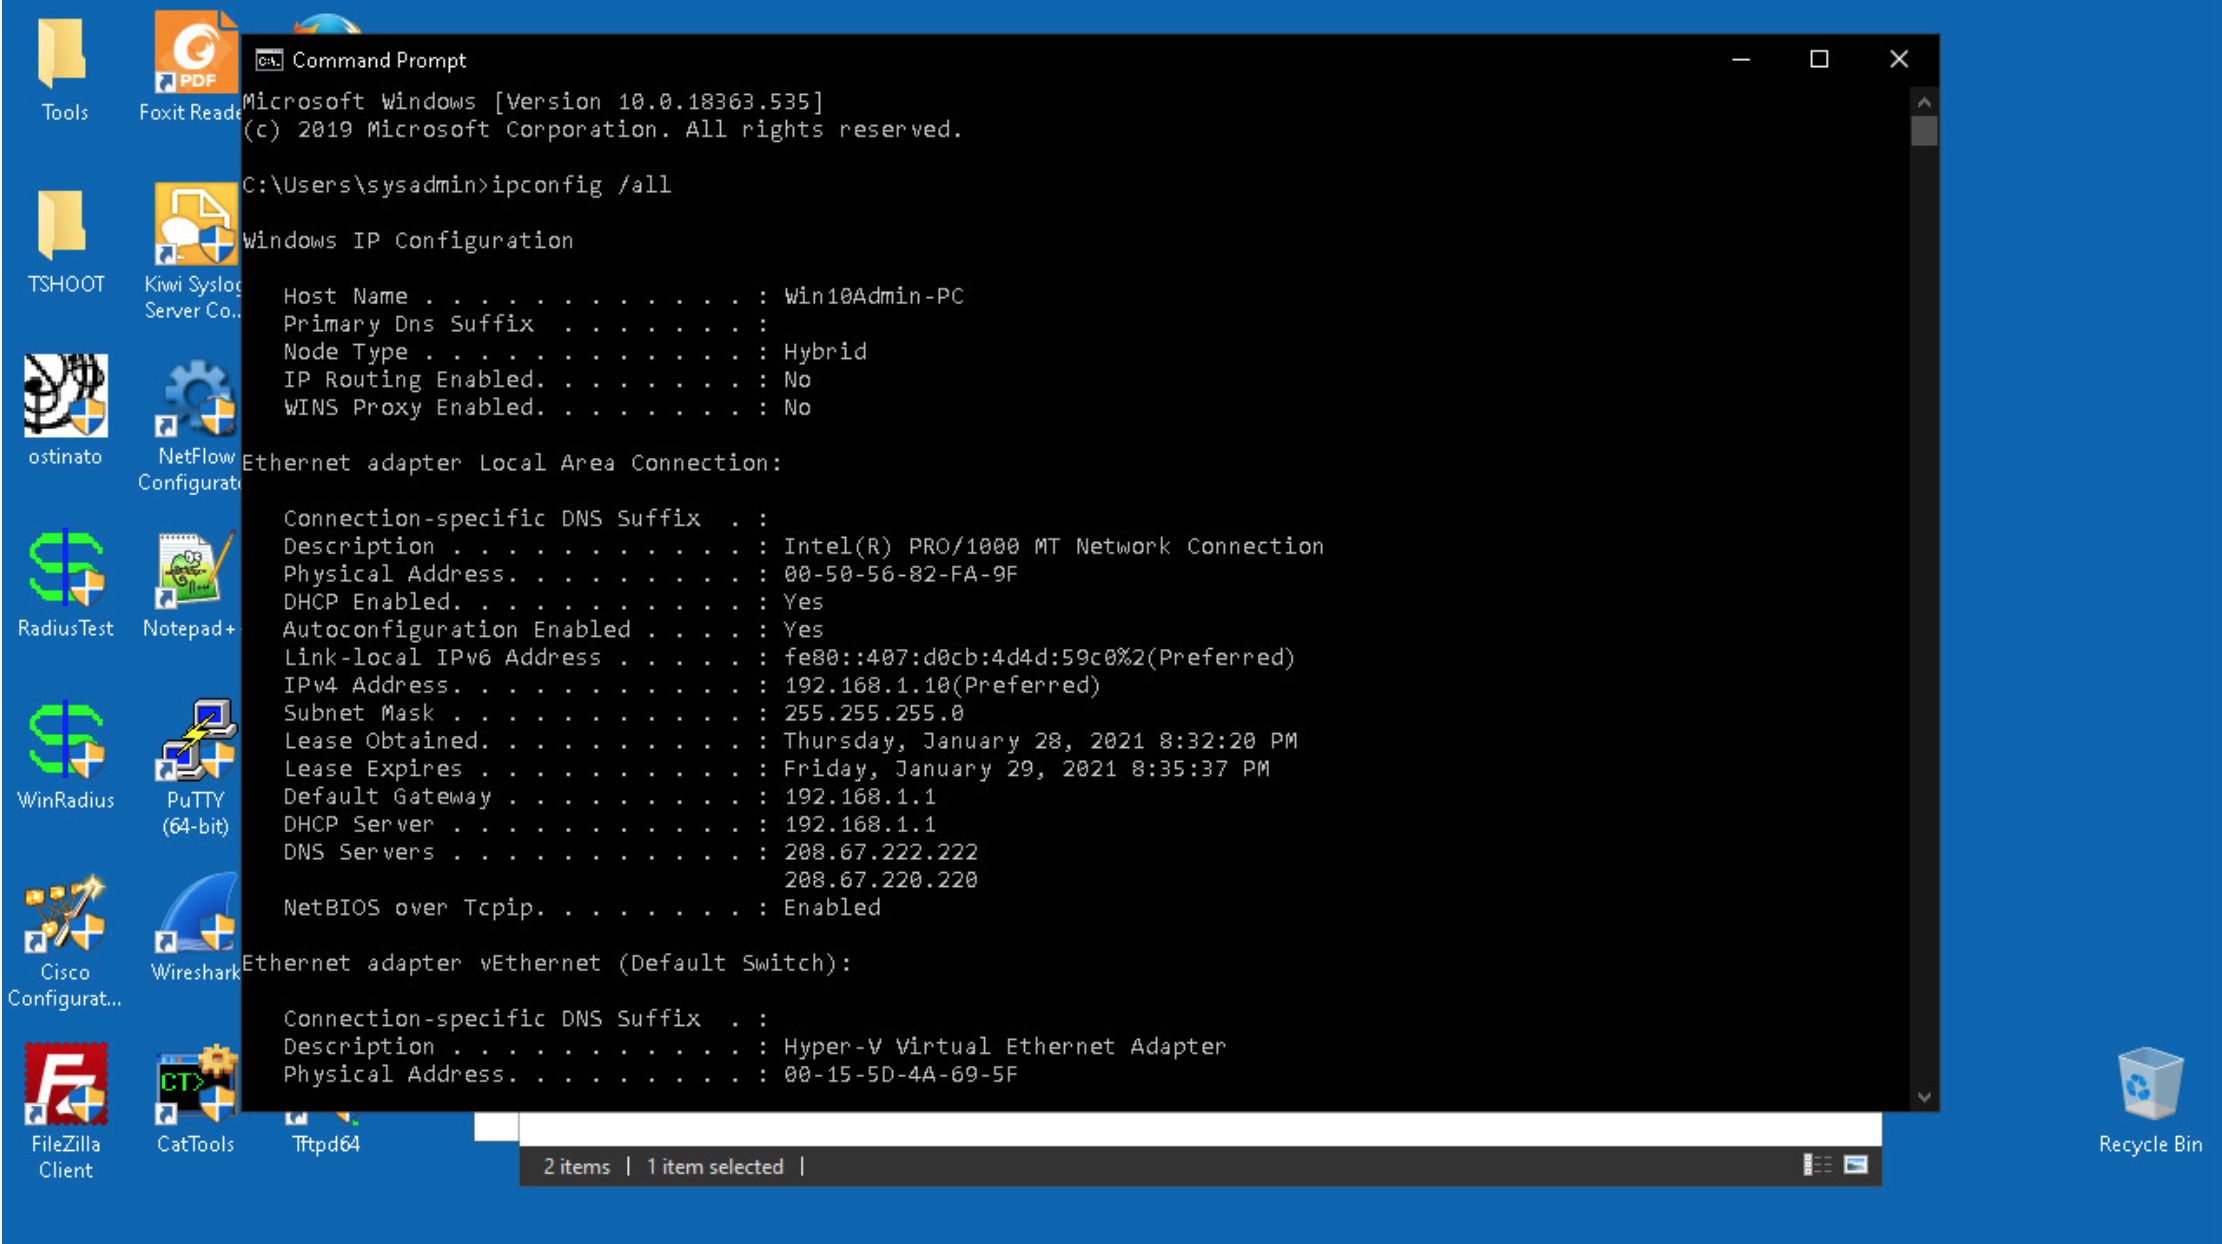 Command Prompt
Microsoft Windows [Version 10.0.18363.535]
(c) 2019 Microsoft Corporation. All rights reserved.
C:\Users\sysadmin>ipconfig /all
Windows IP Configuration
Host Name . . . . . . . . . . . . : Win10Admin-PC
Primary Dns Suffix  . . . . . . . :
Node Type . . . . . . . . . . . . : Hybrid
IP Routing Enabled. . . . . . . . : No
WINS Proxy Enabled. . . . . . . . : No
Ethernet adapter Local Area Connection:
Connection-specific DNS Suffix  . :
Description . . . . . . . . . . . : Intel(R) PRO/1000 MT Network Connection
Physical Address. . . . . . . . . : 00-50-56-82-FA-9F
DHCP Enabled. . . . . . . . . . . : Yes
Autoconfiguration Enabled . . . . : Yes
Link-local IPv6 Address . . . . . : fe80::407:d0cb:4d4d:59c0%2(Preferred)
IPv4 Address. . . . . . . . . . . : 192.168.1.10(Preferred)
Subnet Mask . . . . . . . . . . . : 255.255.255.0
Lease Obtained. . . . . . . . . . : Thursday, January 28, 2021 8:32:20 PM
Lease Expires . . . . . . . . . . : Friday, January 29, 2021 8:35:37 PM
Default Gateway . . . . . . . . . : 192.168.1.1
DHCP Server . . . . . . . . . . . : 192.168.1.1
DNS Servers . . . . . . . . . . . : 208.67.222.222
208.67.220.220
NetBIOS over Tcpip. . . . . . . . : Enabled
Ethernet adapter vEthernet (Default Switch):
Connection-specific DNS Suffix  . :
Description . . . . . . . . . . . : Hyper-V Virtual Ethernet Adapter
Physical Address. . . . . . . . . : 00-15-5D-4A-69-5F
Tools
PDF
Foxit Reade
TSHOOT
Kiwi Syslog
Server Co...
ostinato
NetFlow
Configurato
RadiusTest
Notepad+
WinRadius
PuTTY
(64-bit)
Cisco
Configurat...
Wireshark
FileZilla
Client
CT>
CatTools
Tftpd64
2 items
1 item selected
Recycle Bin